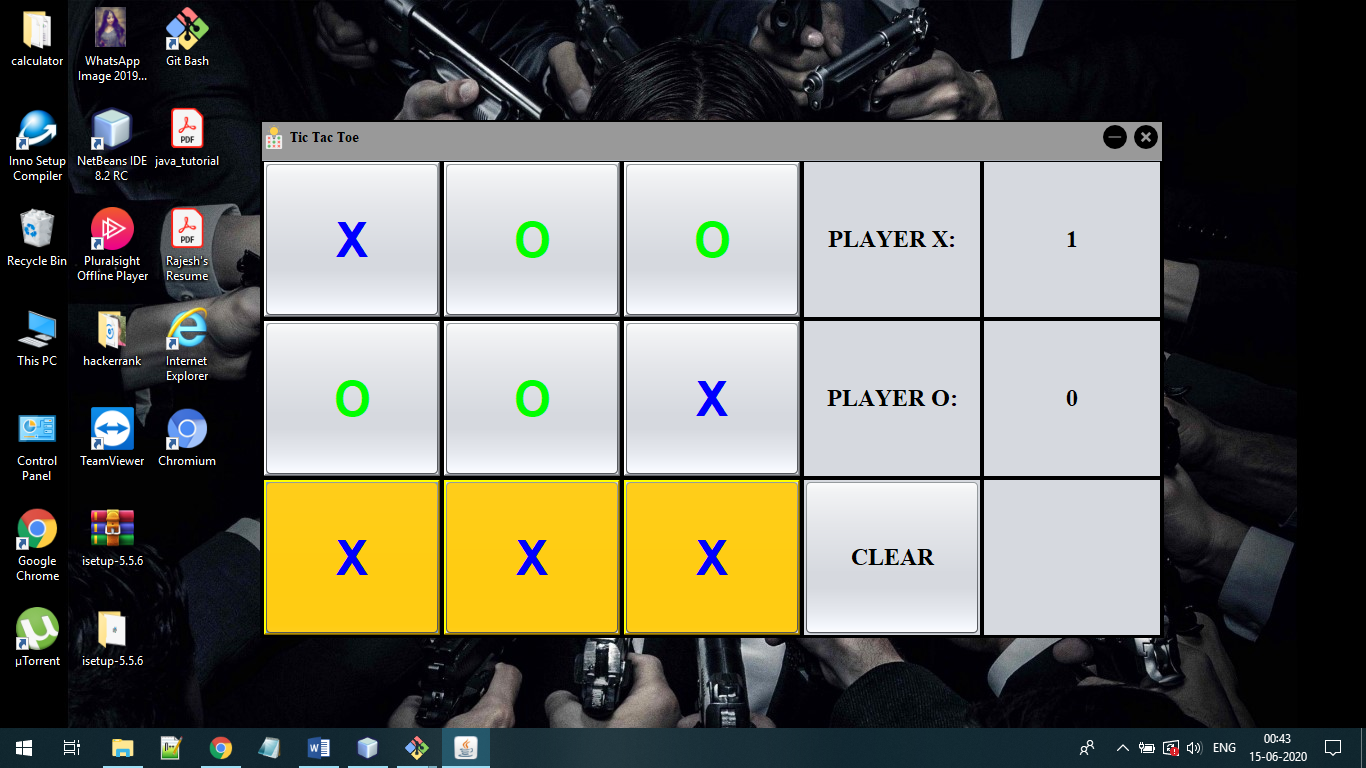 calculator
WhatsApp
Image 2019...
Git Bash
Inno Setup
Compiler
NetBeans IDE
8.2 RC
PDF
java_tutorial
Recycle Bin
Pluralsight
Offline Player
PDF
Rajesh's
Resume
This PC
hackerrank
Internet
Explorer
Control
Panel
TeamViewer
Chromium
Google
Chrome
isetup-5.5.6
µTorrent
isetup-5.5.6
Tic Tac Toe
X O O PLAYER X: 1
O O X PLAYER O: 0
X X X CLEAR
ENG
00:43
15-06-2020